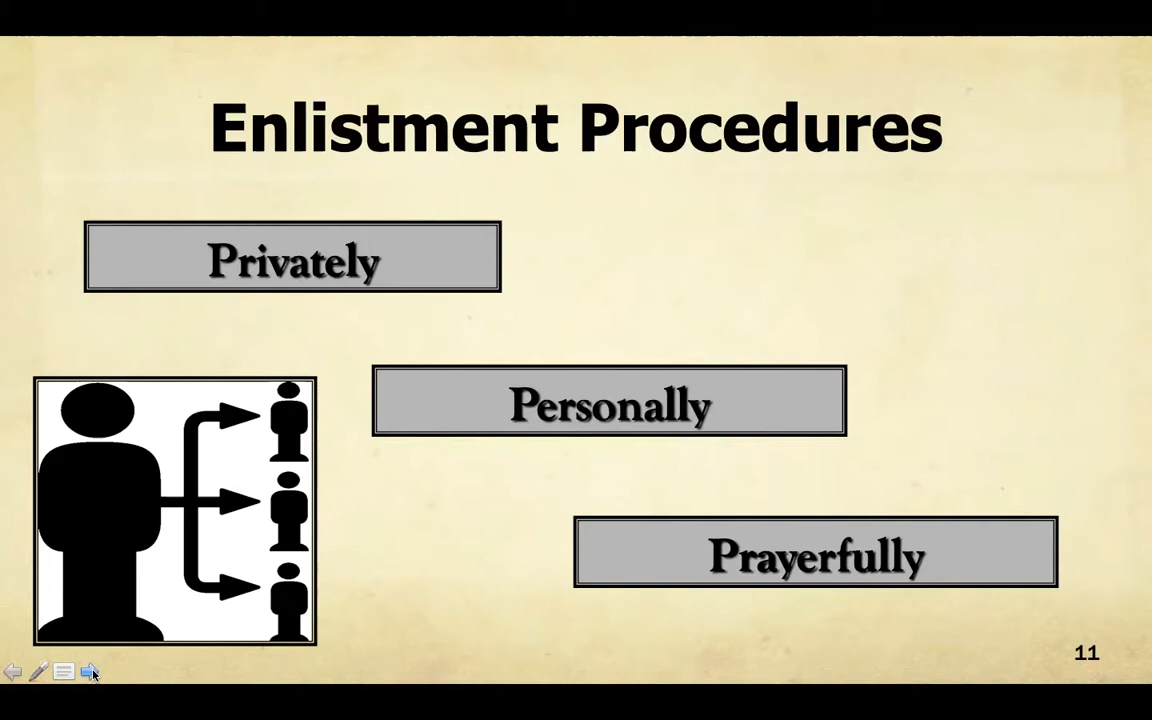 Enlistment Procedures
Privately
Personally
Prayerfully
11